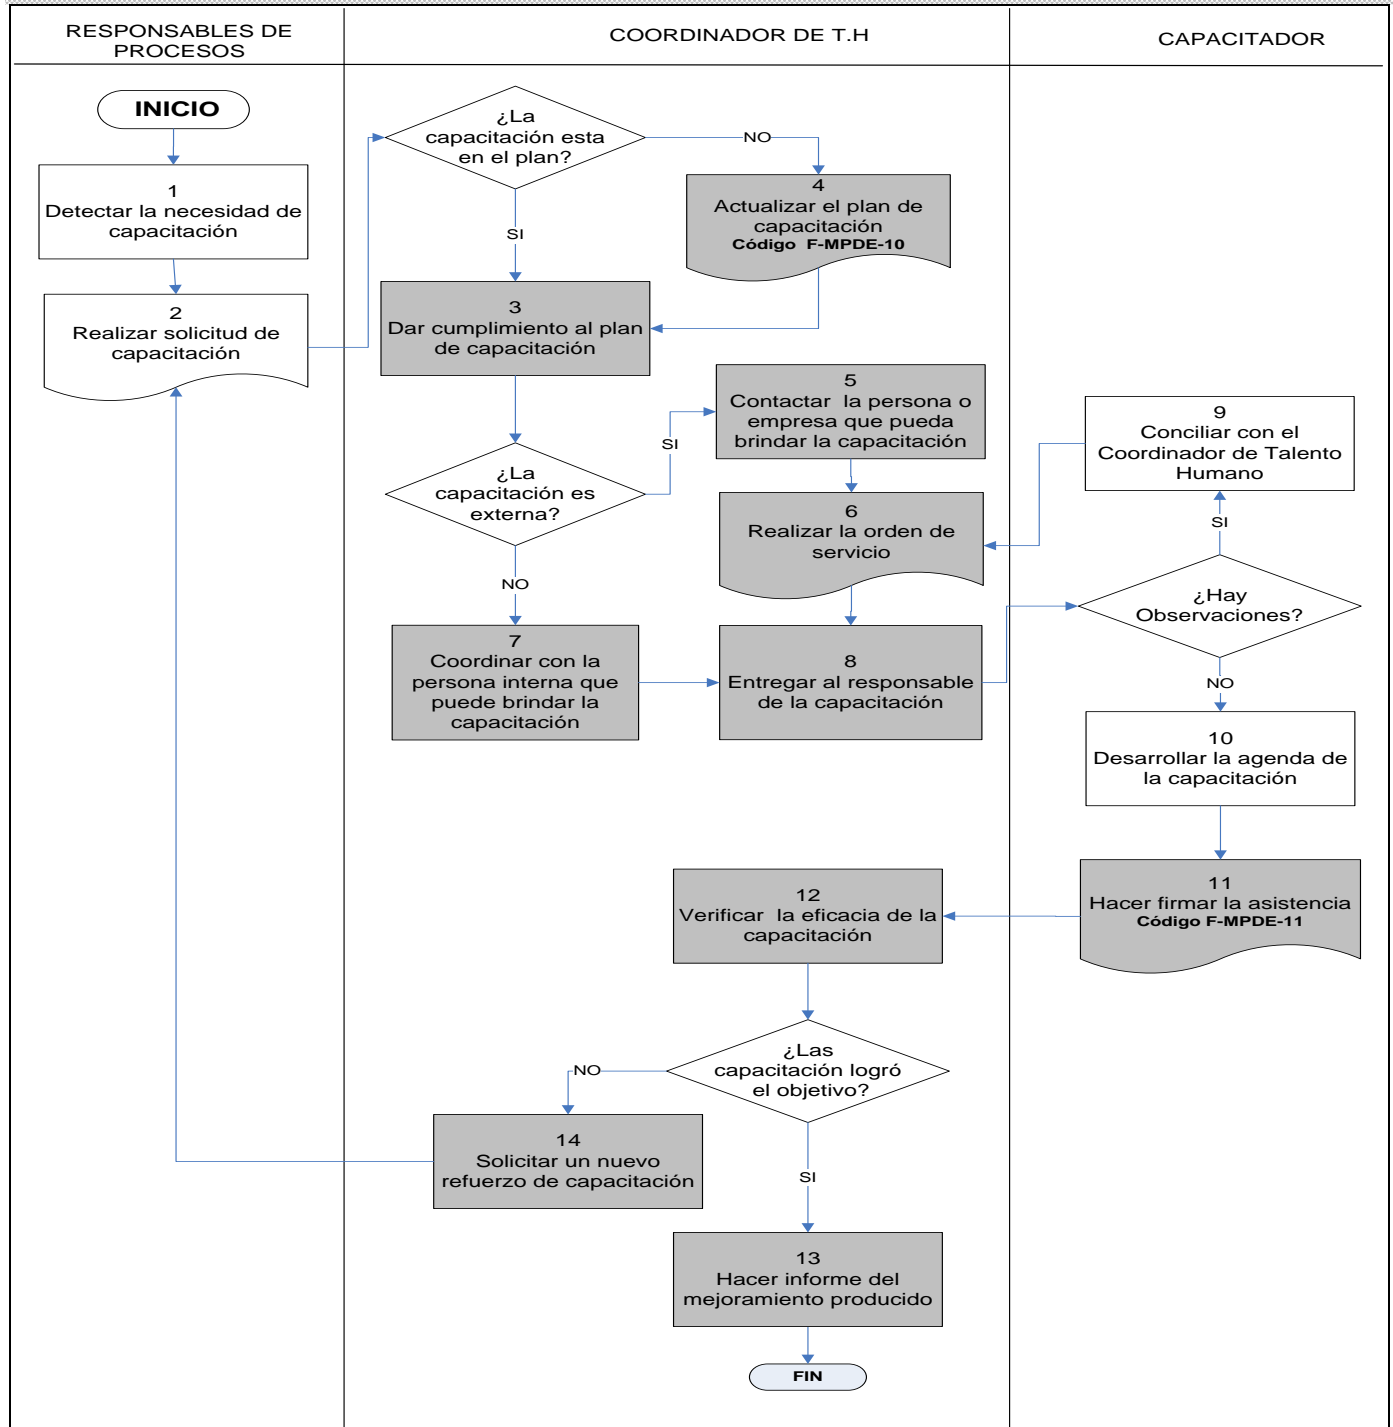 RESPONSABLES DE
PROCESOS
COORDINADOR DE T.H
CAPACITADOR
INICIO
1
Detectar la necesidad de
capacitación
2
Realizar solicitud de
capacitación
¿La
capacitación esta
en el plan?
NO
4
Actualizar el plan de
capacitación
Código F-MPDE-10
SI
3
Dar cumplimiento al plan
de capacitación
¿La
capacitación es
externa?
SI
5
Contactar la persona o
empresa que pueda
brindar la capacitación
6
Realizar la orden de
servicio
NO
7
Coordinar con la
persona interna que
puede brindar la
capacitación
8
Entregar al responsable
de la capacitación
9
Conciliar con el
Coordinador de Talento
Humano
SI
¿Hay
Observaciones?
NO
10
Desarrollar la agenda de
la capacitación
11
Hacer firmar la asistencia
Código F-MPDE-11
12
Verificar la eficacia de la
capacitación
¿Las
capacitación logró
el objetivo?
NO
14
Solicitar un nuevo
refuerzo de capacitación
SI
13
Hacer informe del
mejoramiento producido
FIN